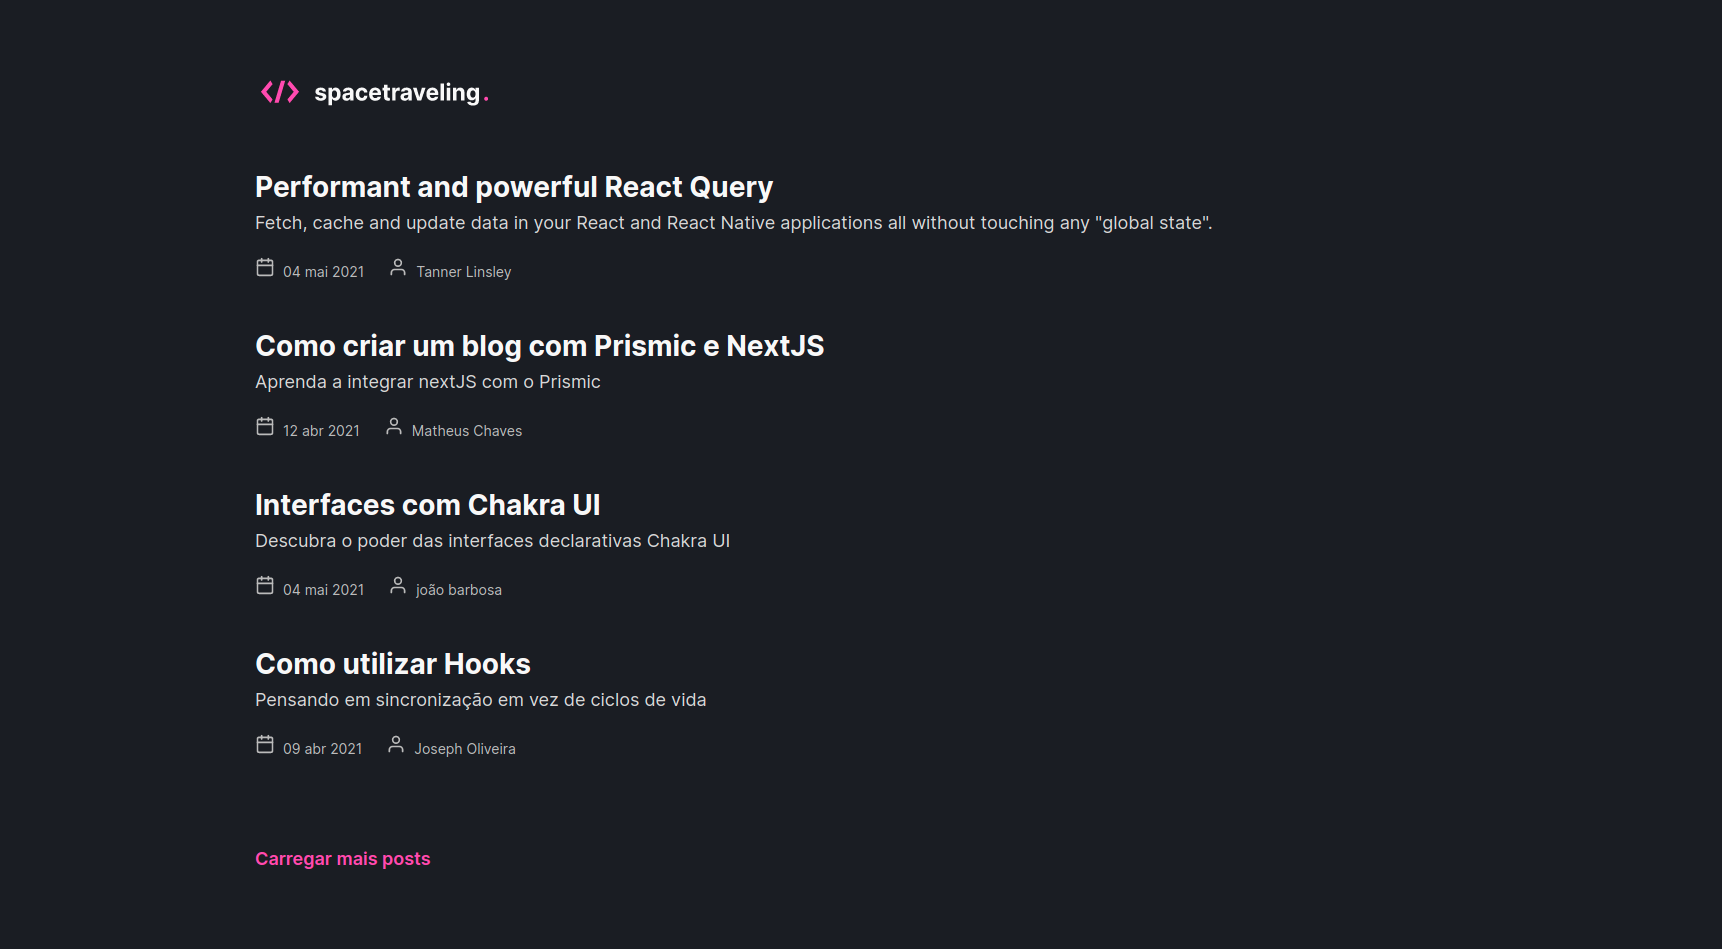 </> spacetraveling.
Performant and powerful React Query
Fetch, cache and update data in your React and React Native applications all without touching any "global state".
04 mai 2021 Tanner Linsley
Como criar um blog com Prismic e NextJS
Aprenda a integrar nextJS com o Prismic
12 abr 2021 Matheus Chaves
Interfaces com Chakra UI
Descubra o poder das interfaces declarativas Chakra UI
04 mai 2021 joão barbosa
Como utilizar Hooks
Pensando em sincronização em vez de ciclos de vida
09 abr 2021 Joseph Oliveira
Carregar mais posts